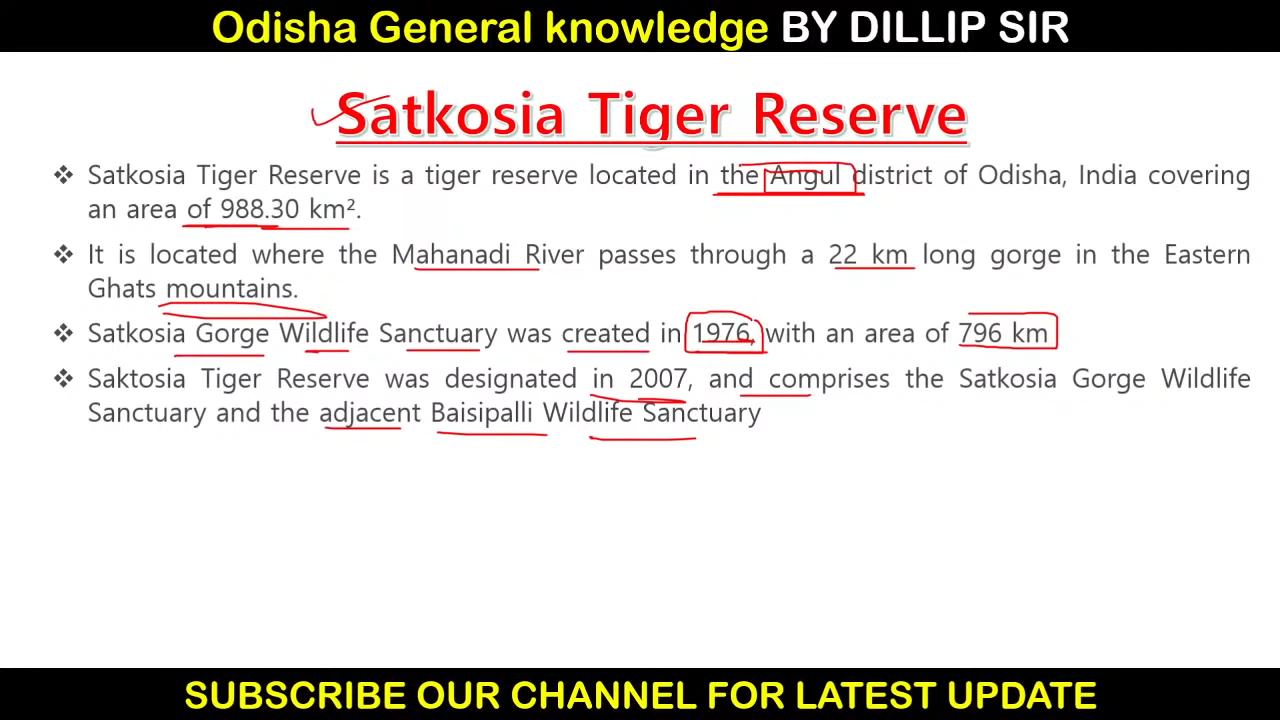 Odisha General knowledge BY DILLIP SIR
Satkosia Tiger Reserve
❖ Satkosia Tiger Reserve is a tiger reserve located in the Angul district of Odisha, India covering
an area of 988.30 km².
❖ It is located where the Mahanadi River passes through a 22 km long gorge in the Eastern
Ghats mountains.
❖ Satkosia Gorge Wildlife Sanctuary was created in 1976, with an area of 796 km
❖ Saktosia Tiger Reserve was designated in 2007, and comprises the Satkosia Gorge Wildlife
Sanctuary and the adjacent Baisipalli Wildlife Sanctuary
SUBSCRIBE OUR CHANNEL FOR LATEST UPDATE